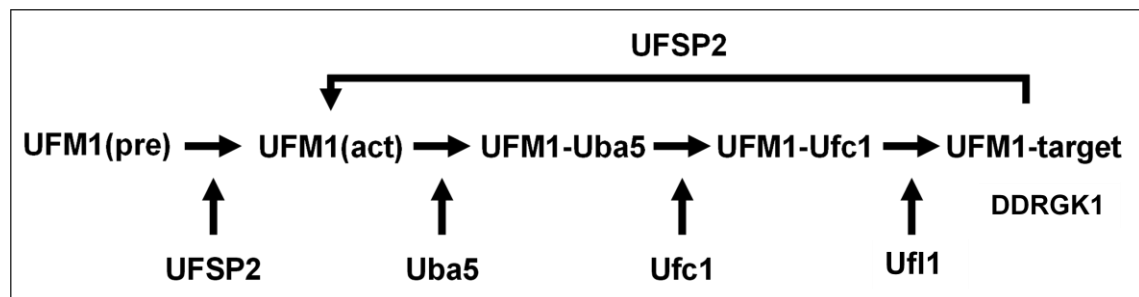 UFSP2
UFM1(pre) UFM1(act) UFM1-Uba5 UFM1-Ufc1 UFM1-target
DDRGK1
UFSP2 Uba5 Ufc1 Ufl1